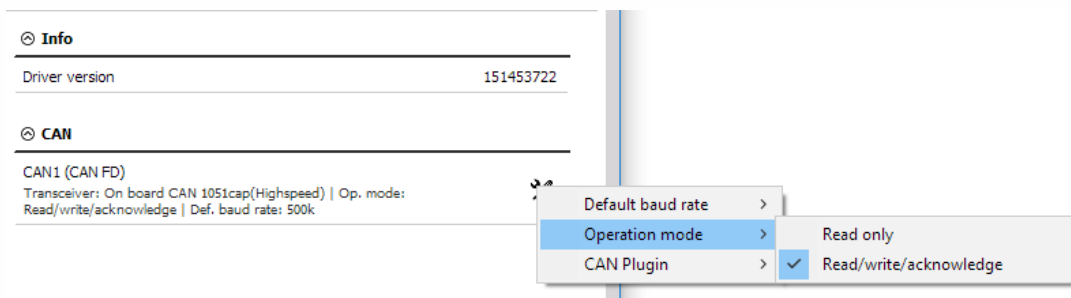 Info
Driver version 151453722
CAN
CAN1 (CAN FD)
Transceiver: On board CAN 1051cap(Highspeed) | Op. mode:
Read/write/acknowledge | Def. baud rate: 500k
Default baud rate
Operation mode
CAN Plugin
Read only
Read/write/acknowledge